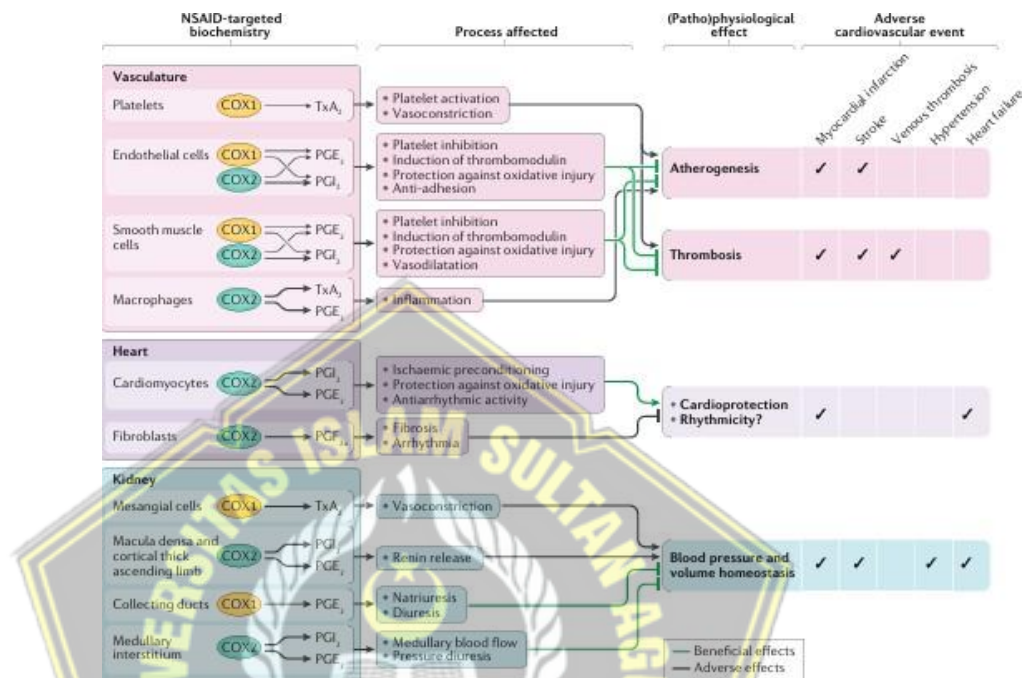 NSAID-targeted
biochemistry
Process affected
(Patho)physiological
effect
Adverse
cardiovascular event
Myocardial infarction
Stroke
Venous thrombosis
Hypertension
Heart failure
Vasculature
Platelets
COX1
TxA₂
• Platelet activation
• Vasoconstriction
Endothelial cells
COX1
COX2
PGE₂
PGI₂
• Platelet inhibition
• Induction of thrombomodulin
• Protection against oxidative injury
• Anti-adhesion
Atherogenesis
✓ ✓
Smooth muscle
cells
COX1
COX2
PGE₂
PGI₂
• Platelet inhibition
• Induction of thrombomodulin
• Protection against oxidative injury
• Vasodilatation
Thrombosis
✓ ✓ ✓
Macrophages
COX2
TxA₂
PGE₂
• Inflammation
Heart
Cardiomyocytes
COX2
PGI₂
PGE₂
• Ischaemic preconditioning
• Protection against oxidative injury
• Antiarrhythmic activity
• Cardioprotection
• Rhythmicity?
✓ ✓
Fibroblasts
COX2
• Fibrosis
• Arrhythmia
Kidney
Mesangial cells
COX1
TxA₂
• Vasoconstriction
Macula densa and
cortical thick
ascending limb
COX2
PGI₂
PGE₂
• Renin release
Blood pressure and
volume homeostasis
✓ ✓ ✓ ✓
Collecting ducts
COX1
PGE₂
• Natriuresis
• Diuresis
Medullary
interstitium
COX2
PGI₂
PGE₂
• Medullary blood flow
• Pressure diuresis
Beneficial effects
Adverse effects
ISLAM SULTAN